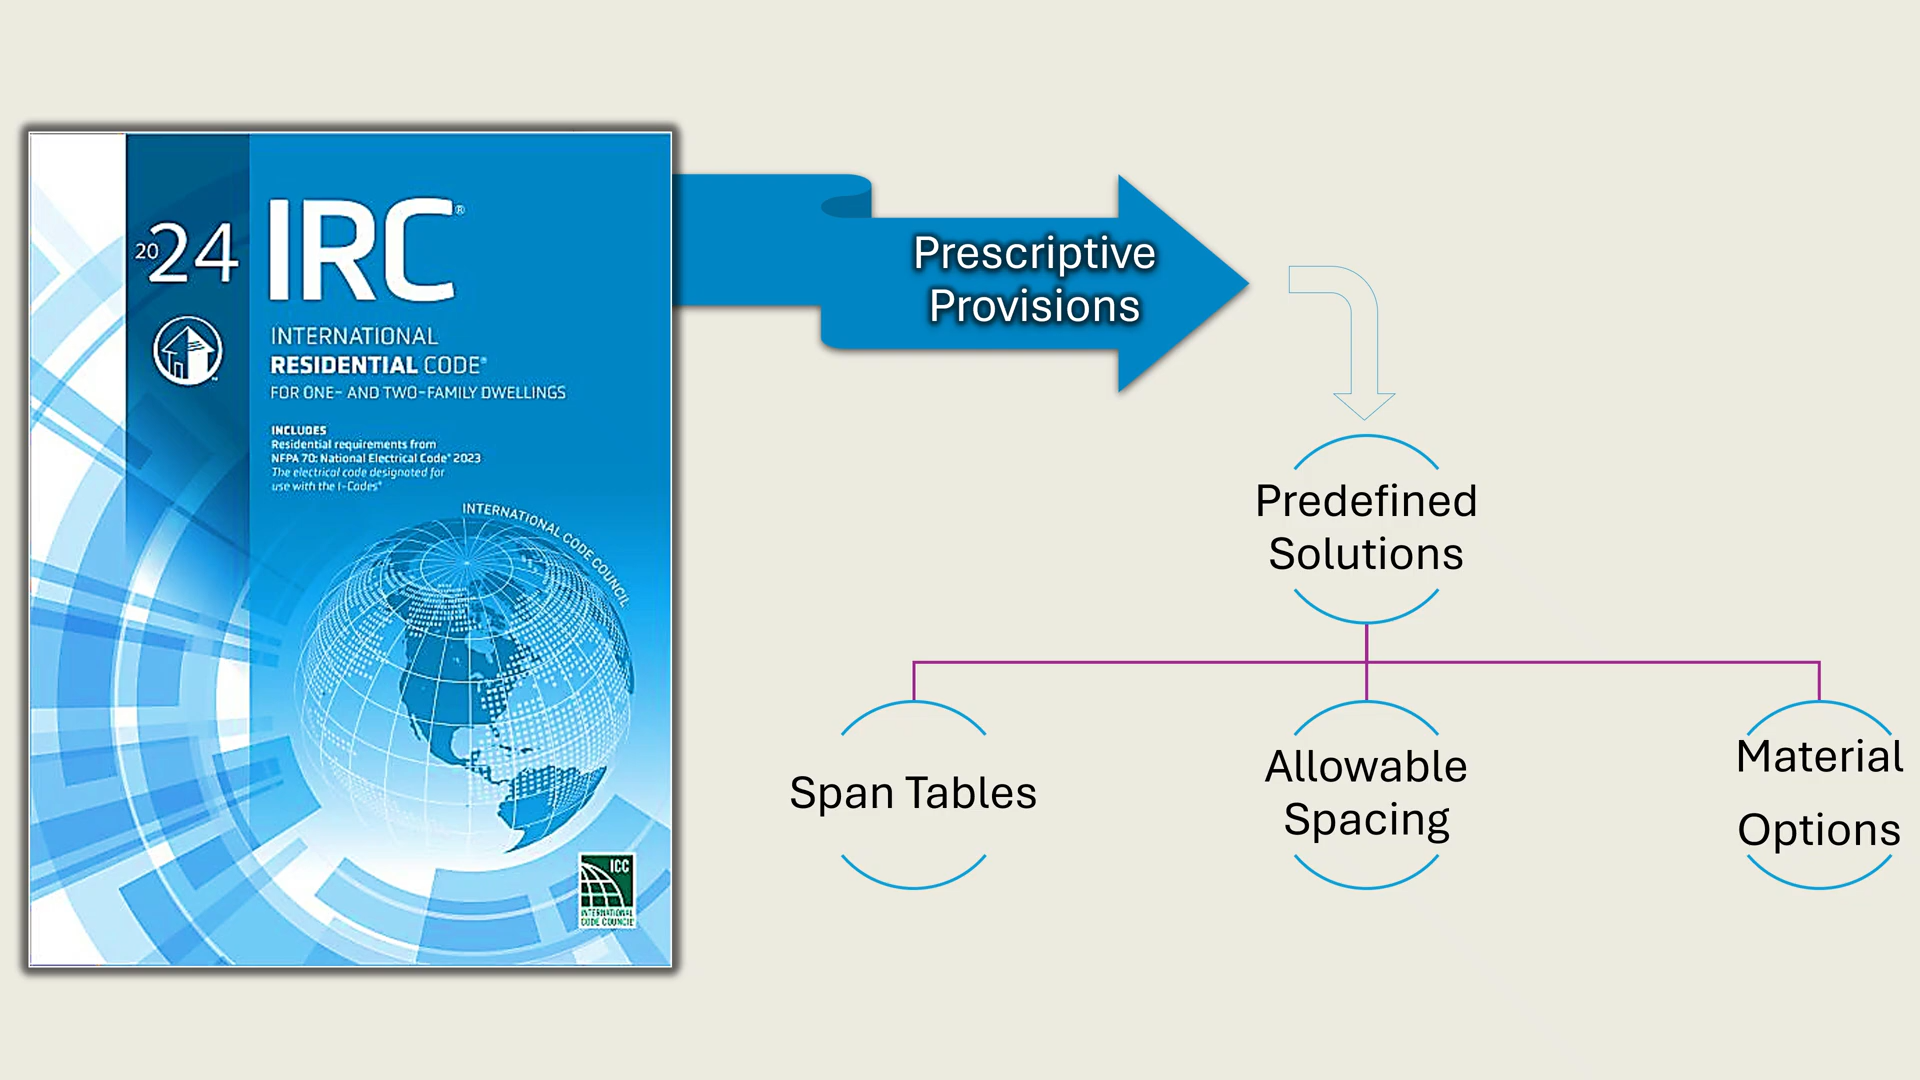 2024
IRC®
INTERNATIONAL
RESIDENTIAL CODE®
FOR ONE- AND TWO-FAMILY DWELLINGS
INCLUDES
Residential requirements from
NFPA 70: National Electrical Code® 2023
The electrical code designated for
use with the I-Codes®
INTERNATIONAL CODE COUNCIL
ICC
INTERNATIONAL
CODE COUNCIL
Prescriptive
Provisions
Predefined
Solutions
Span Tables
Allowable
Spacing
Material
Options